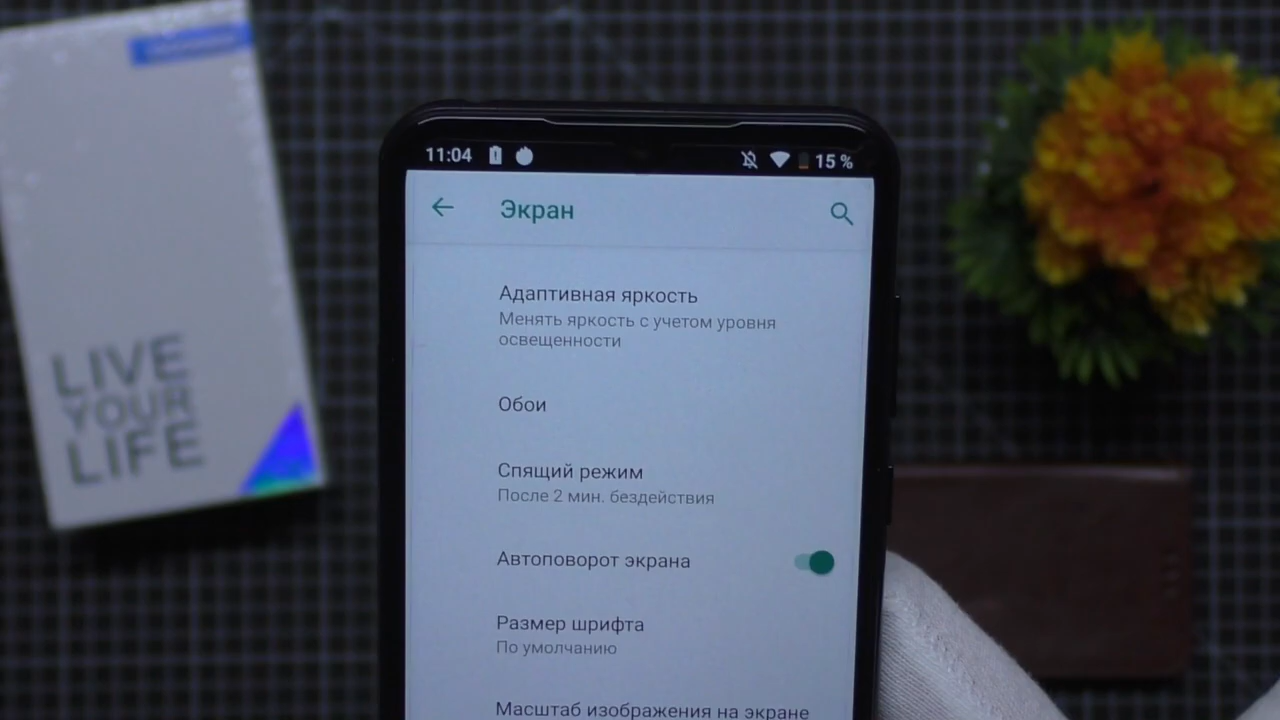 LIVE
YOUR
LIFE
11:04
15 %
Экран
Адаптивная яркость
Менять яркость с учетом уровня
освещенности
Обои
Спящий режим
После 2 мин. бездействия
Автоповорот экрана
Размер шрифта
По умолчанию
Масштаб изображения на экране